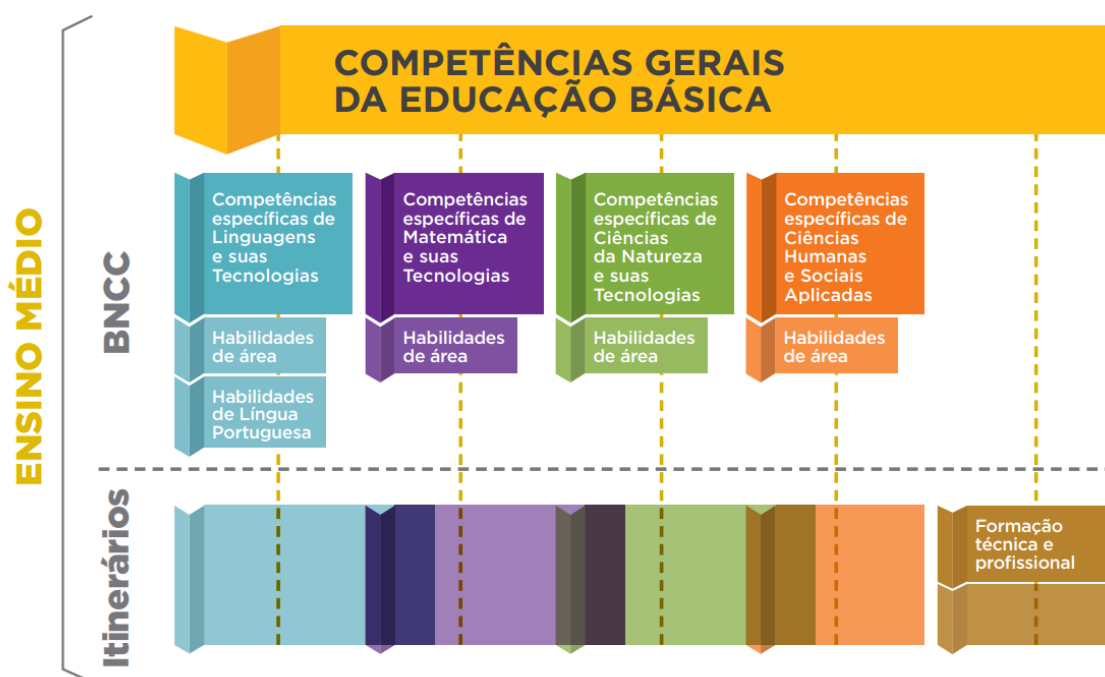 COMPETÊNCIAS GERAIS
DA EDUCAÇÃO BÁSICA
ENSINO MÉDIO
BNCC
Competências
específicas de
Linguagens
e suas
Tecnologias
Habilidades
de área
Habilidades
de Língua
Portuguesa
Competências
específicas de
Matemática
e suas
Tecnologias
Habilidades
de área
Competências
específicas de
Ciências
da Natureza
e suas
Tecnologias
Habilidades
de área
Competências
específicas de
Ciências
Humanas
e Sociais
Aplicadas
Habilidades
de área
Itinerários
Formação
técnica e
profissional